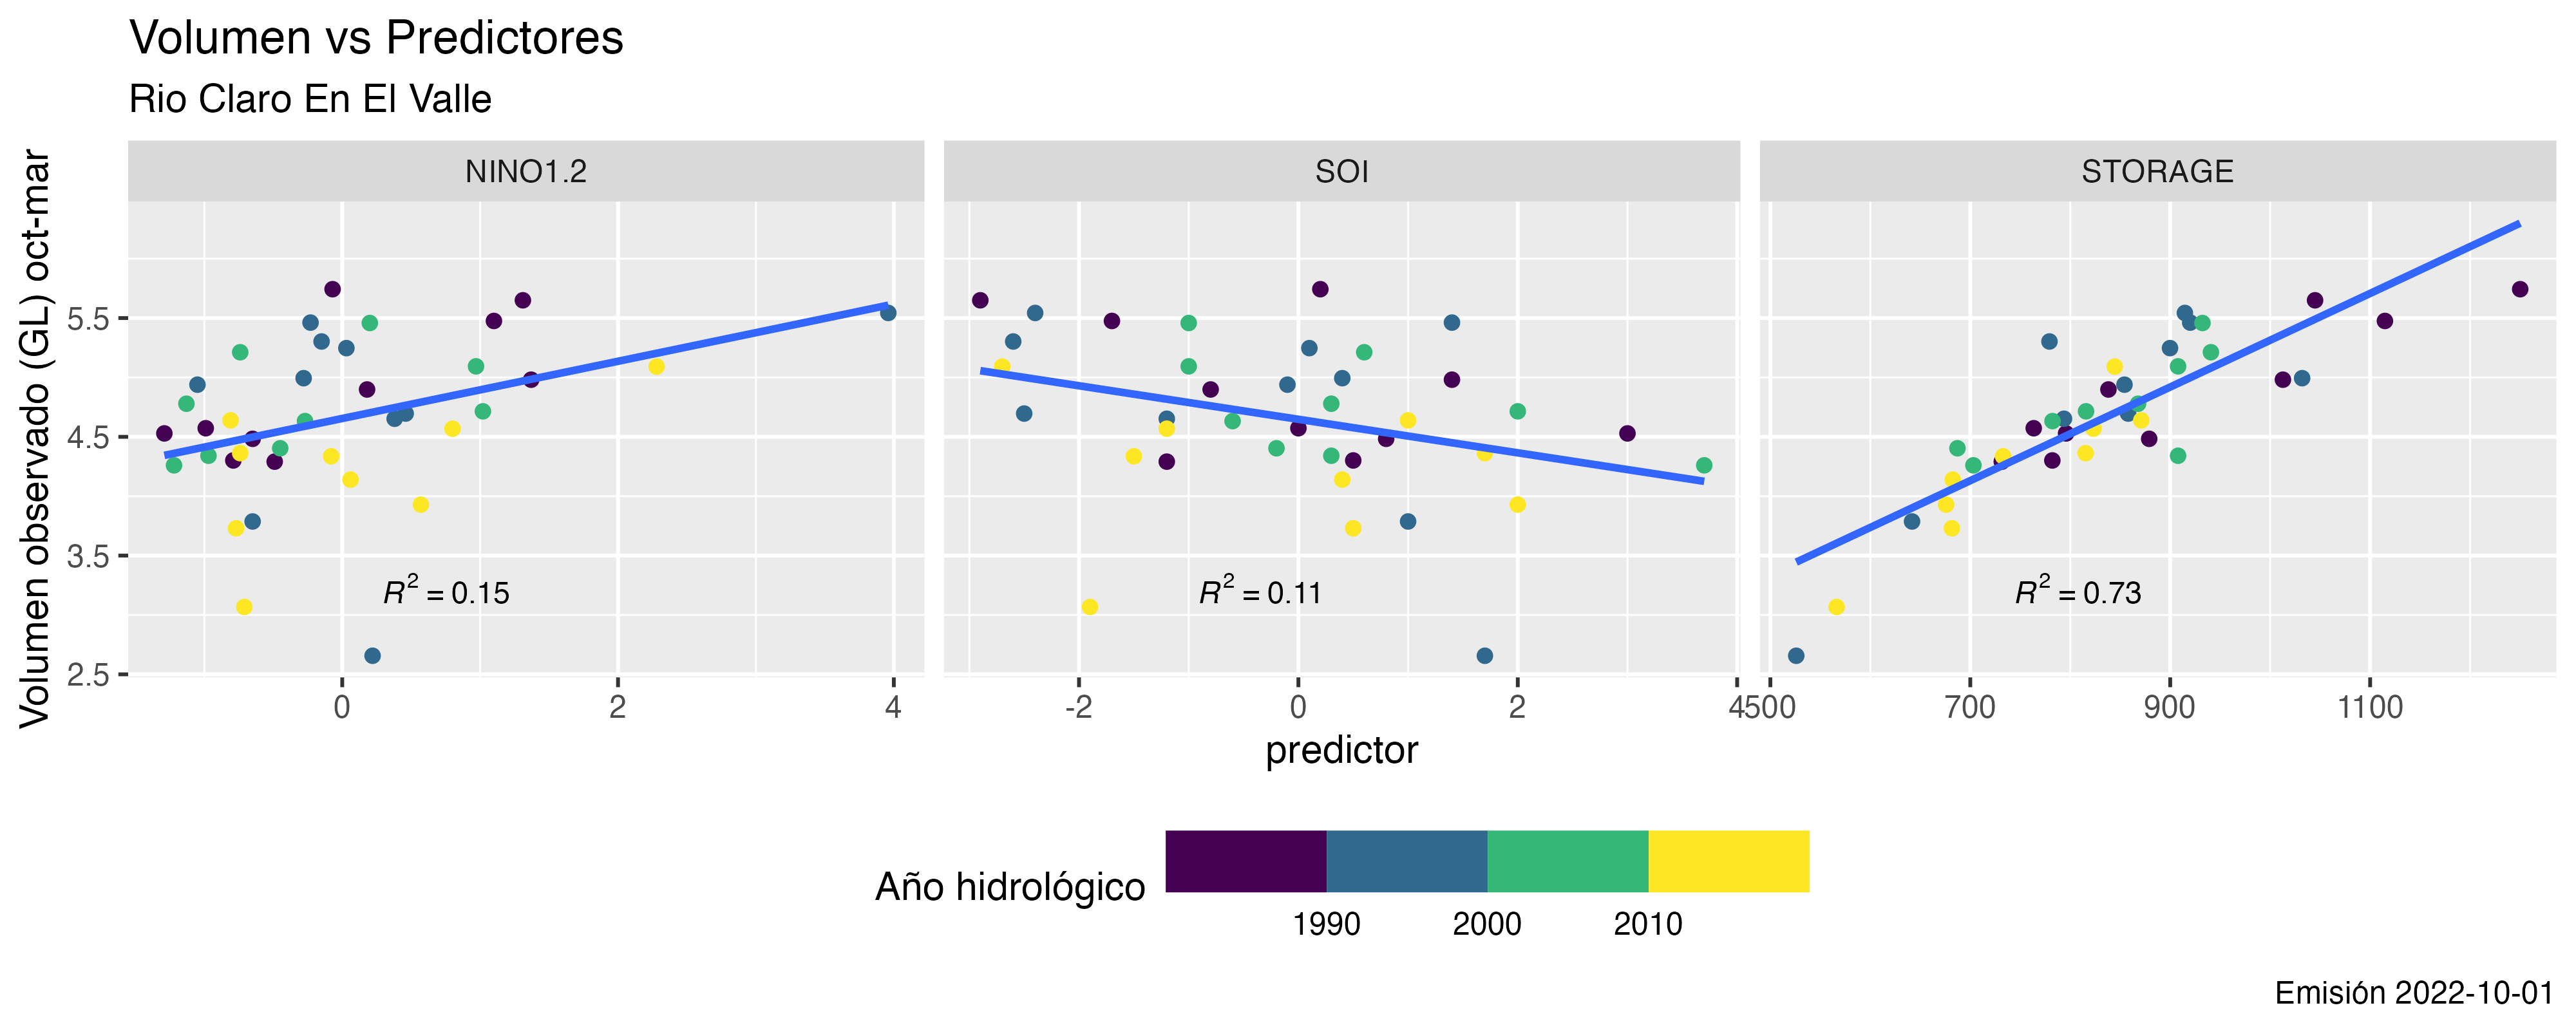 Volumen vs Predictores
Rio Claro En El Valle
NINO1.2 SOI STORAGE
Volumen observado (GL) oct-mar
5.5
4.5
3.5
2.5
R² = 0.15 R² = 0.11 R² = 0.73
0 2 4 -2 0 2 4 500 700 900 1100
predictor
Año hidrológico
1990 2000 2010
Emisión 2022-10-01